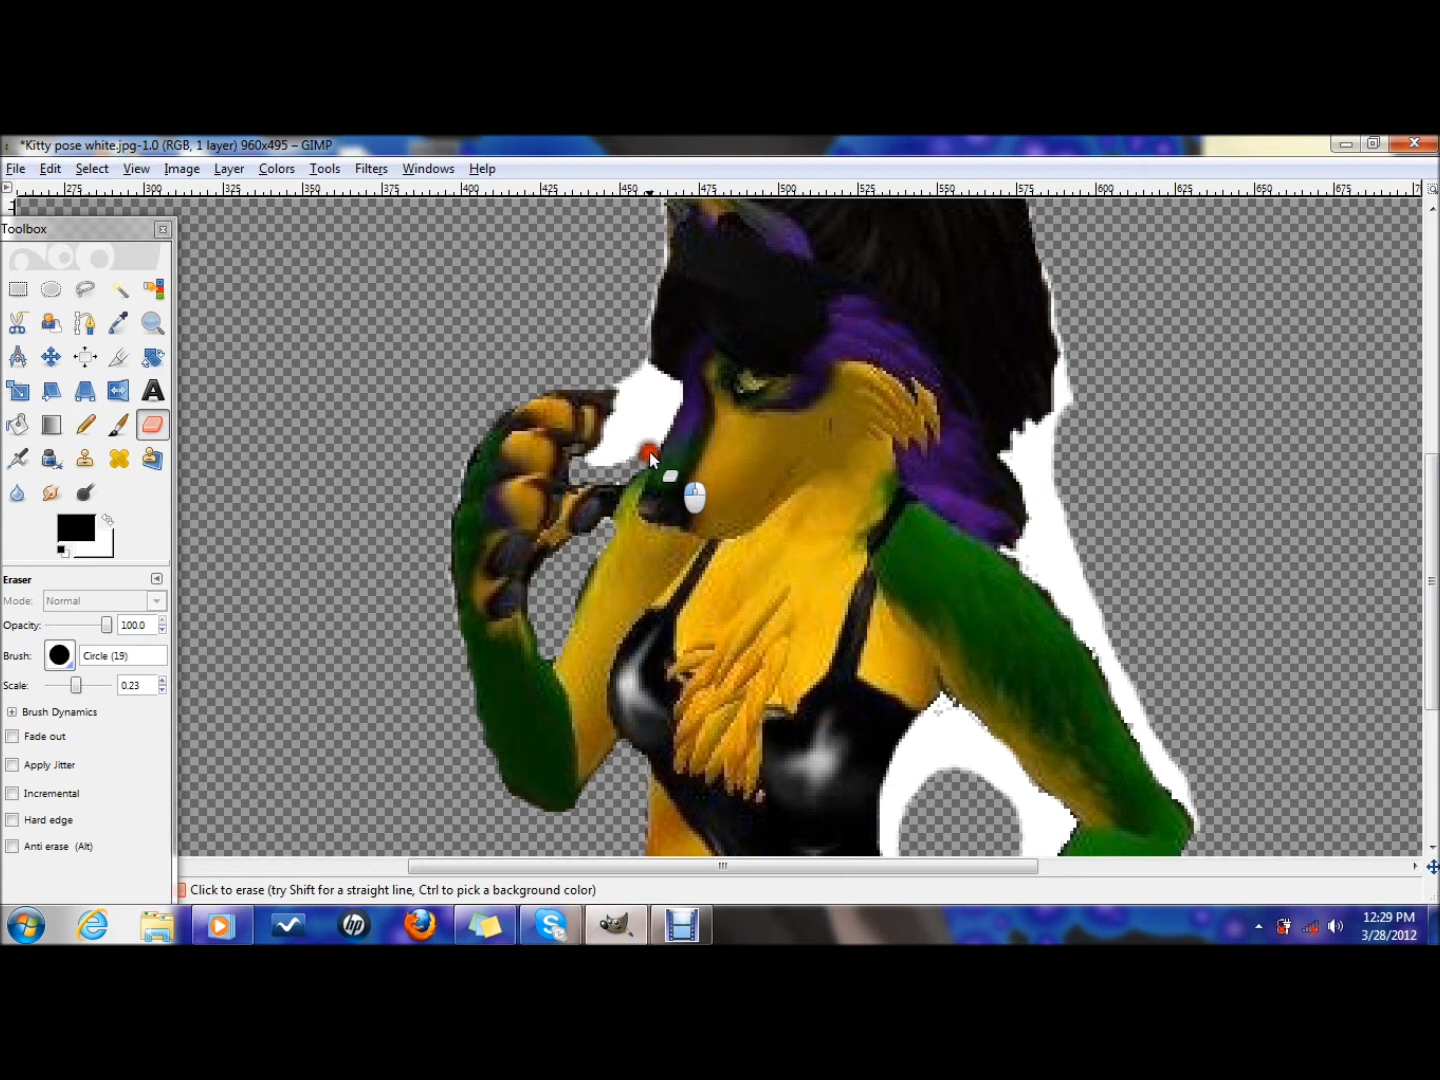 *Kitty pose white.jpg-1.0 (RGB, 1 layer) 960x495 – GIMP
File Edit Select View Image Layer Colors Tools Filters Windows Help
275 300 325 350 375 400 425 450 475 500 525 550 575 600 625 650 675
Toolbox
Eraser
Mode: Normal
Opacity: 100.0
Brush: Circle (19)
Scale: 0.23
Brush Dynamics
Fade out
Apply Jitter
Incremental
Hard edge
Anti erase (Alt)
Click to erase (try Shift for a straight line, Ctrl to pick a background color)
hp
12:29 PM
3/28/2012